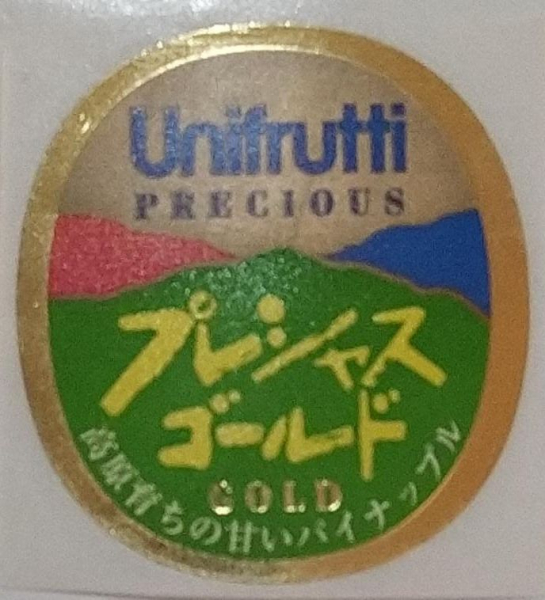 Unifrutti
PRECIOUS
プレシャス
ゴールド
GOLD
高原育ちの甘いパイナップル